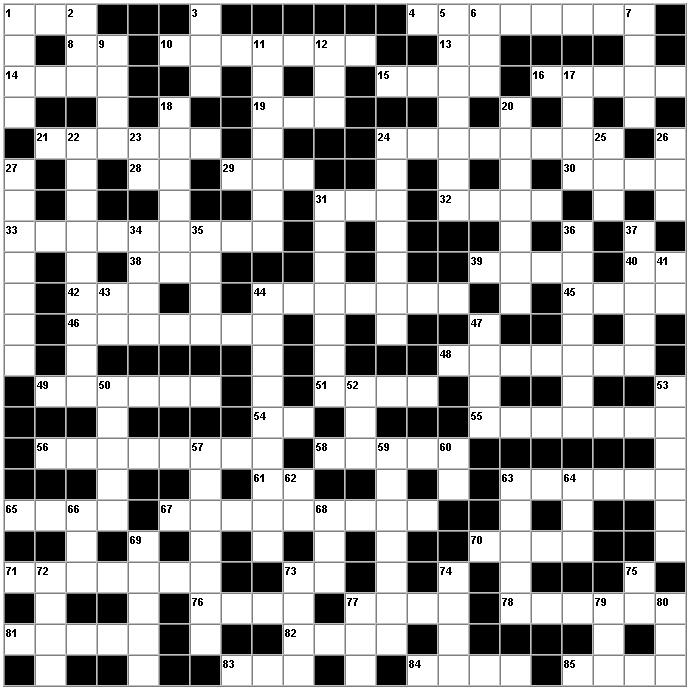 1 2 3 4 5 6 7
8 9 10 11 12 13
14 15 16 17
18 19 20
21 22 23 24 25 26
27 28 29 30
31 32
33 34 35 36 37
38 39 40 41
42 43 44 45
46 47
48
49 50 51 52 53
54 55
56 57 58 59 60
61 62 63 64
65 66 67 68
69 70
71 72 73 74 75
76 77 78 79 80
81 82
83 84 85